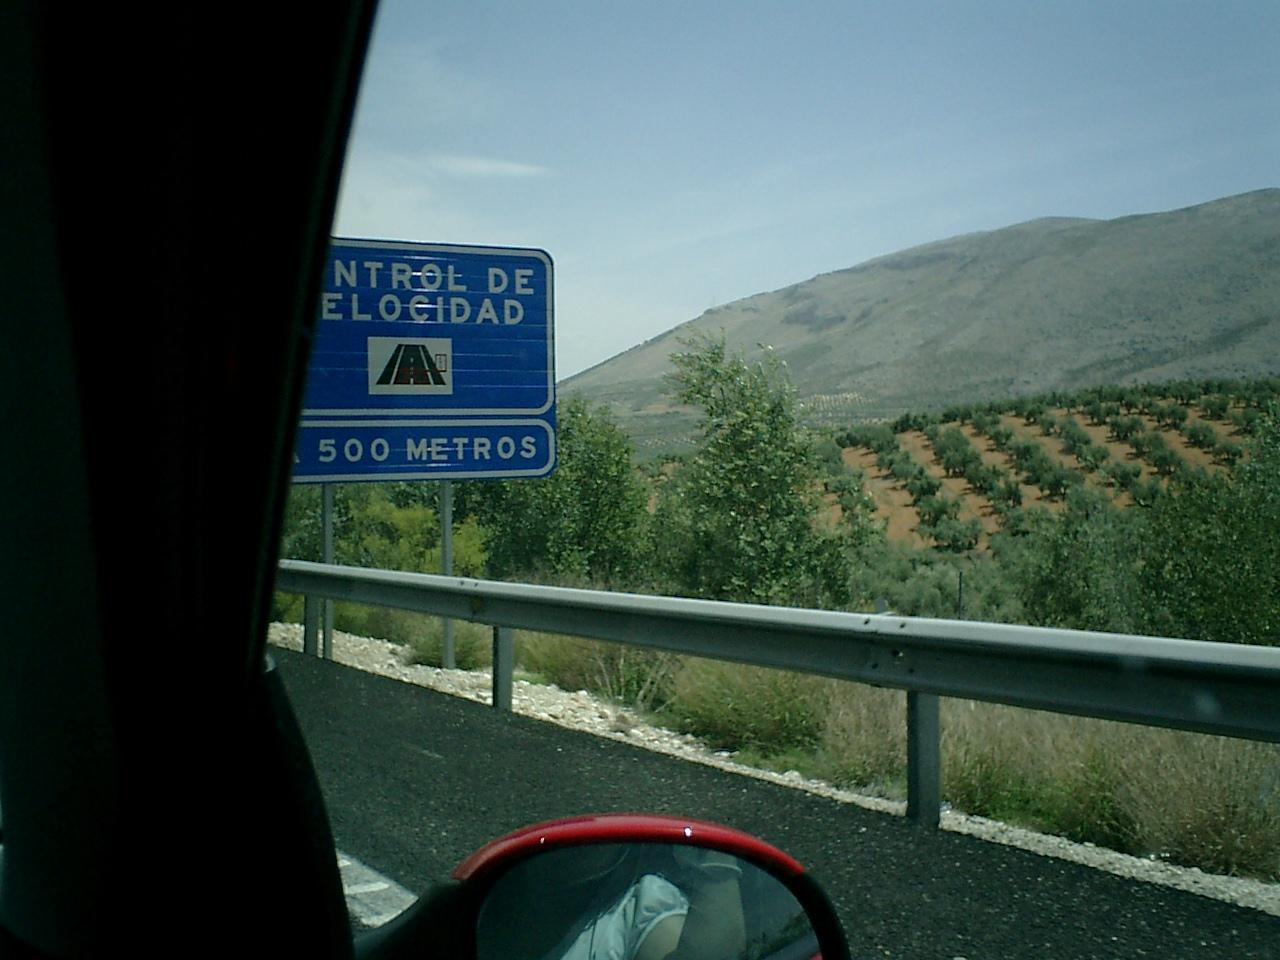 NTROL DE
ELOCIDAD
500 METROS